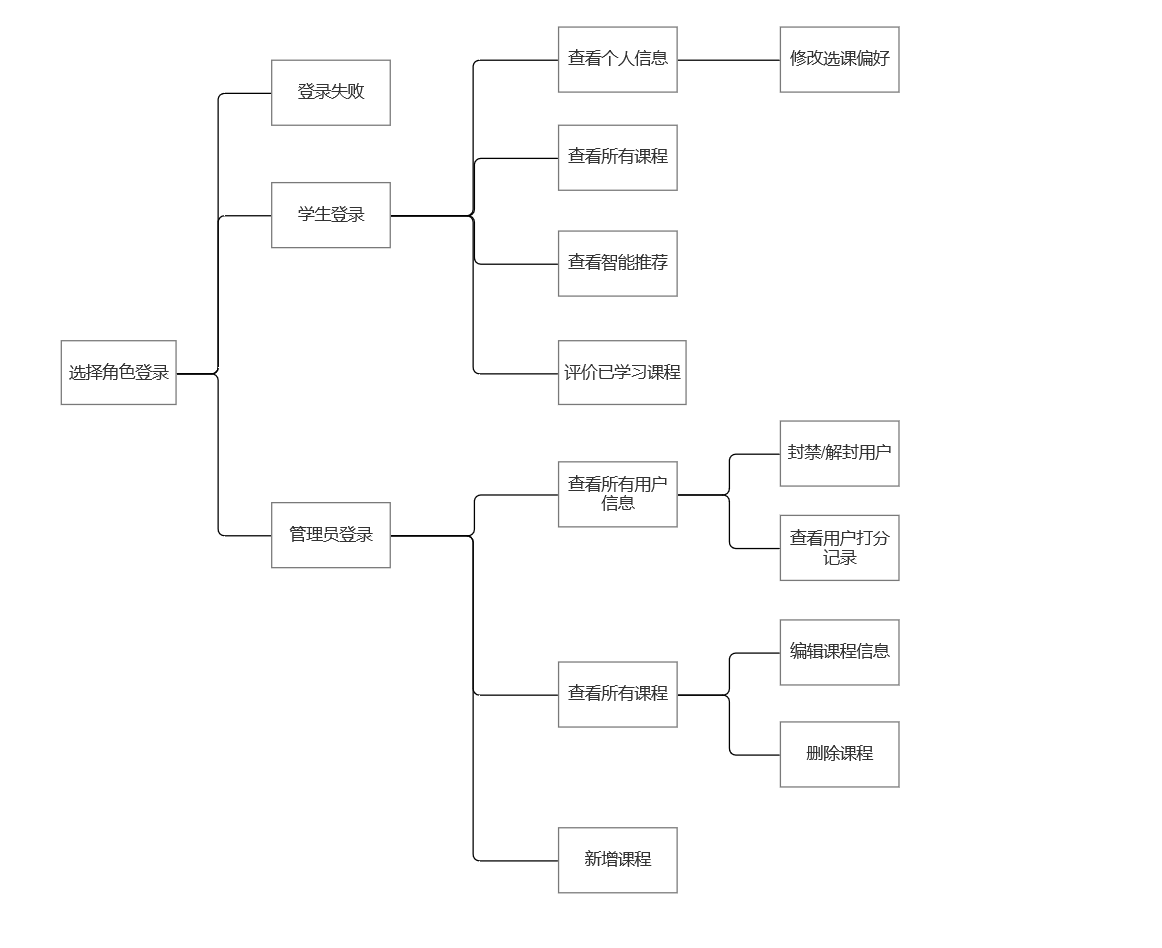 查看个人信息
修改选课偏好
登录失败
查看所有课程
学生登录
查看智能推荐
选择角色登录
评价已学习课程
封禁/解封用户
查看所有用户
信息
管理员登录
查看用户打分
记录
编辑课程信息
查看所有课程
删除课程
新增课程